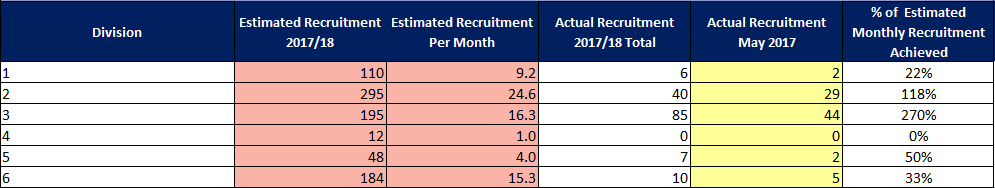 Division Estimated Recruitment 2017/18 Estimated Recruitment Per Month Actual Recruitment 2017/18 Total Actual Recruitment May 2017 % of Estimated Monthly Recruitment Achieved
1 110 9.2 6 2 22%
2 295 24.6 40 29 118%
3 195 16.3 85 44 270%
4 12 1.0 0 0 0%
5 48 4.0 7 2 50%
6 184 15.3 10 5 33%